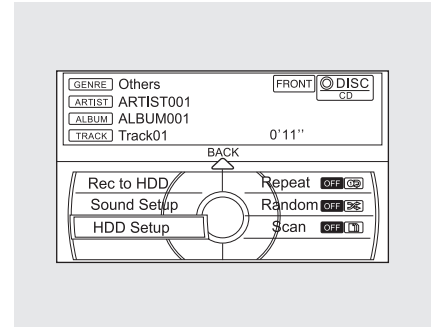 GENRE Others FRONT DISC
CD
ARTIST ARTIST001
ALBUM ALBUM001
TRACK Track01 0'11''
BACK
Rec to HDD Repeat OFF
Sound Setup Random OFF
HDD Setup Scan OFF